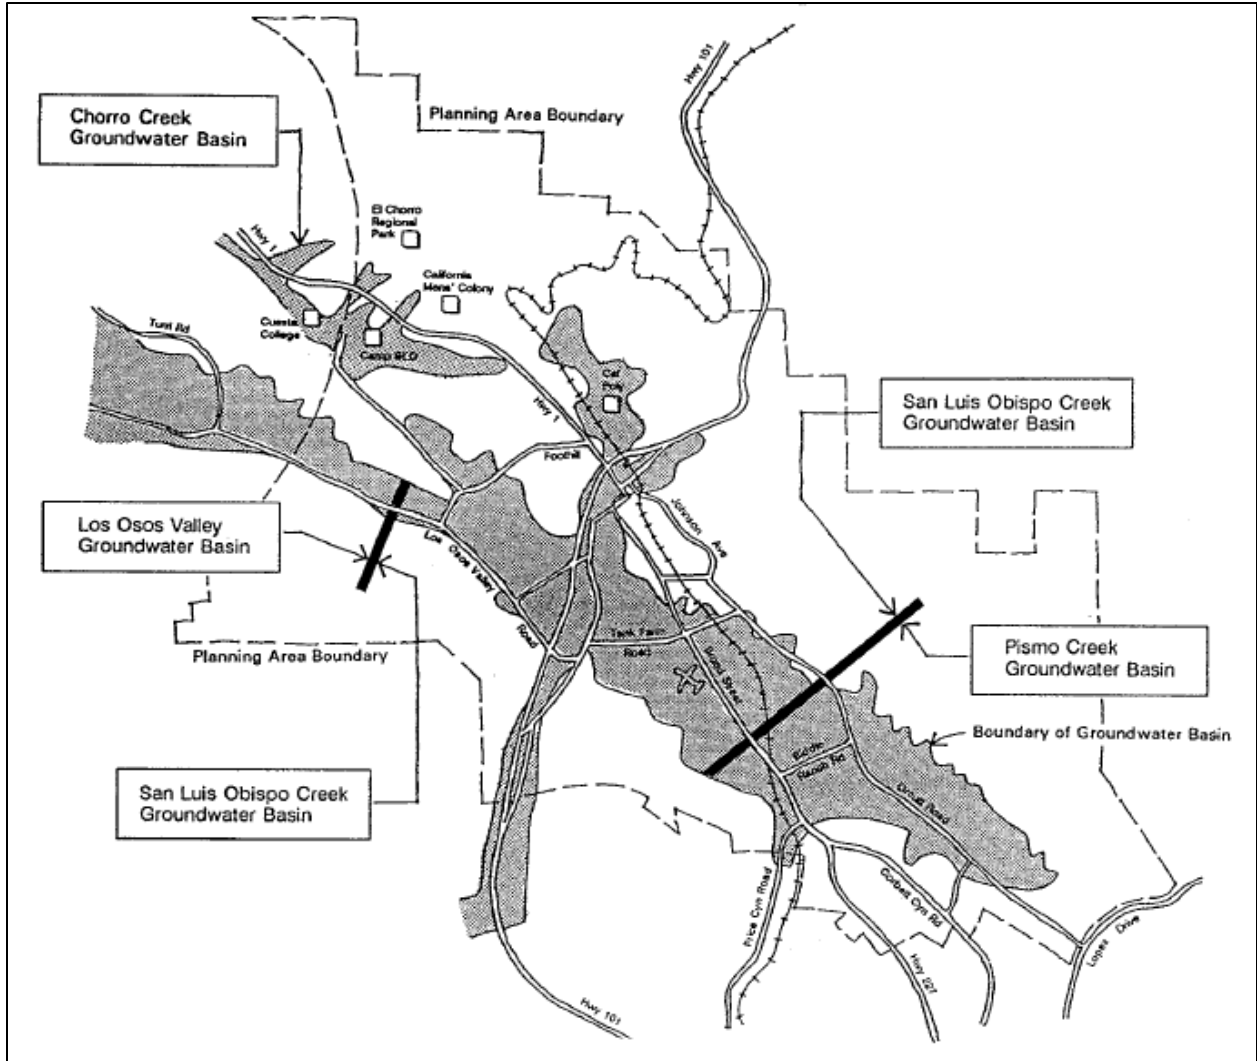 Hwy 101
Planning Area Boundary
Chorro Creek
Groundwater Basin
El Chorro
Regional
Park
Hwy 1
California
Mens' Colony
Turri Rd
Cuesta
College
Camp SLO
Cal
Poly
Hwy 1
San Luis Obispo Creek
Groundwater Basin
Foothill
Johnson Ave
Los Osos Valley
Groundwater Basin
Los Osos Valley
Road
Tank Farm
Road
Broad Street
Planning Area Boundary
Pismo Creek
Groundwater Basin
Boundary of Groundwater Basin
Biddle
Ranch Rd
Orcutt Road
San Luis Obispo Creek
Groundwater Basin
Price Cyn Road
Corbett Cyn Rd
Lopez Drive
Hwy 227
Hwy 101